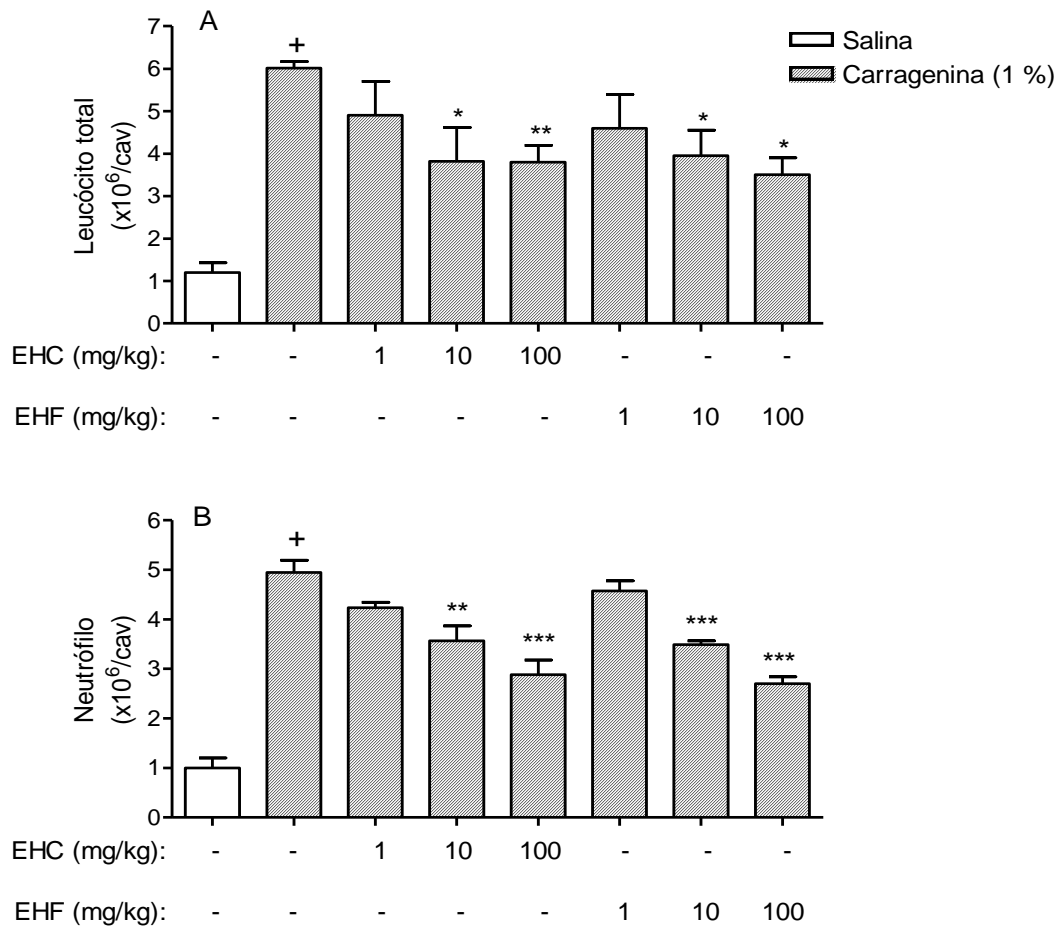 A
Salina
Carragenina (1 %)
Leucócito total
(x10⁶/cav)
7
6
5
4
3
2
1
0
+
*
**
*
*
EHC (mg/kg): - - 1 10 100 - - -
EHF (mg/kg): - - - - - 1 10 100
B
Neutrófilo
(x10⁶/cav)
6
5
4
3
2
1
0
+
**
***
***
***
EHC (mg/kg): - - 1 10 100 - - -
EHF (mg/kg): - - - - - 1 10 100